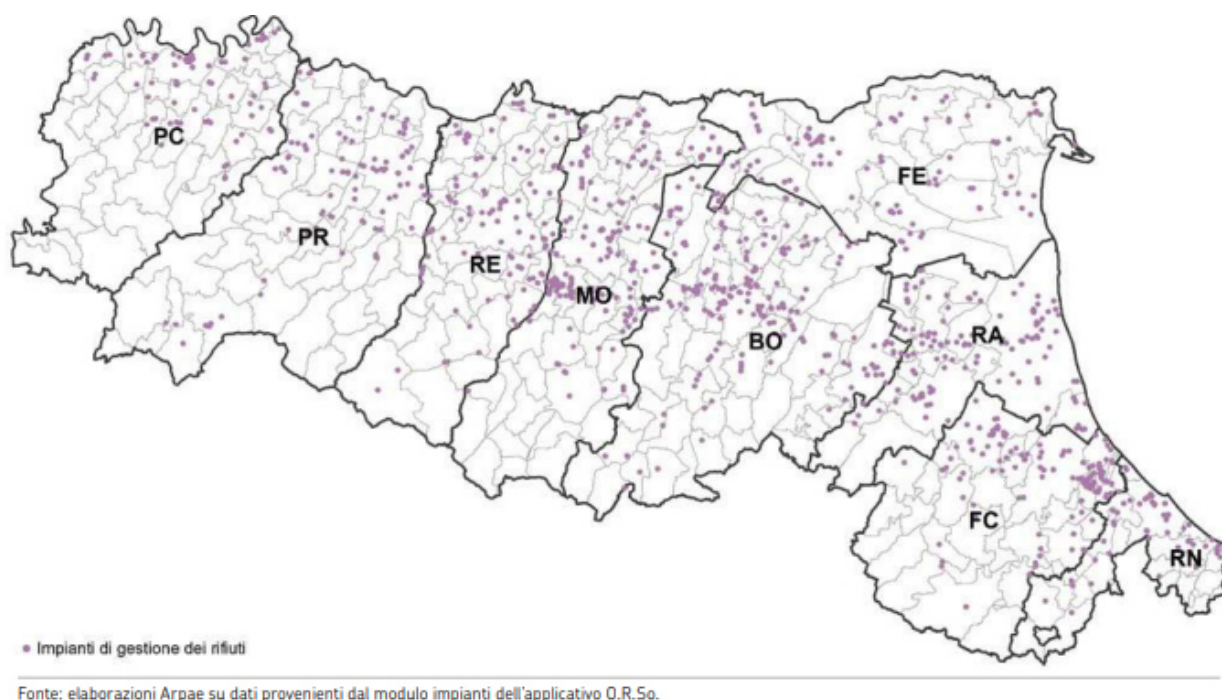 PC
PR
RE
MO
FE
BO
RA
FC
RN
Impianti di gestione dei rifiuti
Fonte: elaborazioni Arpae su dati provenienti dal modulo impianti dell'applicativo O.R.So.